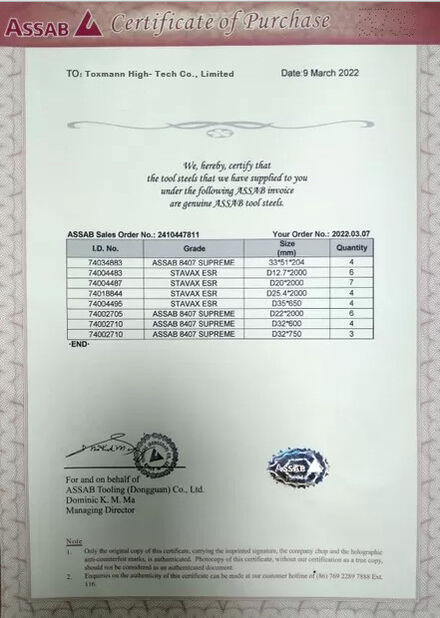 ASSAB Certificate of Purchase
TO: Toxmann High- Tech Co., Limited Date:9 March 2022
We, hereby, certify that
the tool steels that we have supplied to you
under the following ASSAB invoice
are genuine ASSAB tool steels.
ASSAB Sales Order No.: 2410447811 Your Order No.: 2022.03.07
I.D. No. Grade Size (mm) Quantity
74034883 ASSAB 8407 SUPREME 33*51*204 4
74004483 STAVAX ESR D12.7*2000 6
74004487 STAVAX ESR D20*2000 7
74018844 STAVAX ESR D25.4*2000 4
74004495 STAVAX ESR D35*650 4
74002705 ASSAB 8407 SUPREME D22*2000 6
74002710 ASSAB 8407 SUPREME D32*600 4
74002710 ASSAB 8407 SUPREME D32*750 3
-END-
ASSAB
For and on behalf of
ASSAB Tooling (Dongguan) Co., Ltd.
Dominic K. M. Ma
Managing Director
Note
1. Only the original copy of this certificate, carrying the imprinted signature, the company chop and the holographic
anti-counterfeit marks, is authenticated. Photocopy of this certificate, without our certification as a true copy,
should not be considered as an authenticated document.
2. Enquiries on the authenticity of this certificate can be made at our customer hotline of (86) 769 2289 7888 Ext.
116.